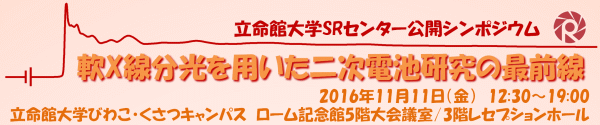 立命館大学SRセンター公開シンポジウム
軟X線分光を用いた二次電池研究の最前線
2016年11月11日(金) 12:30～19:00
立命館大学びわこ・くさつキャンパス ローム記念館5階大会議室/3階レセプションホール